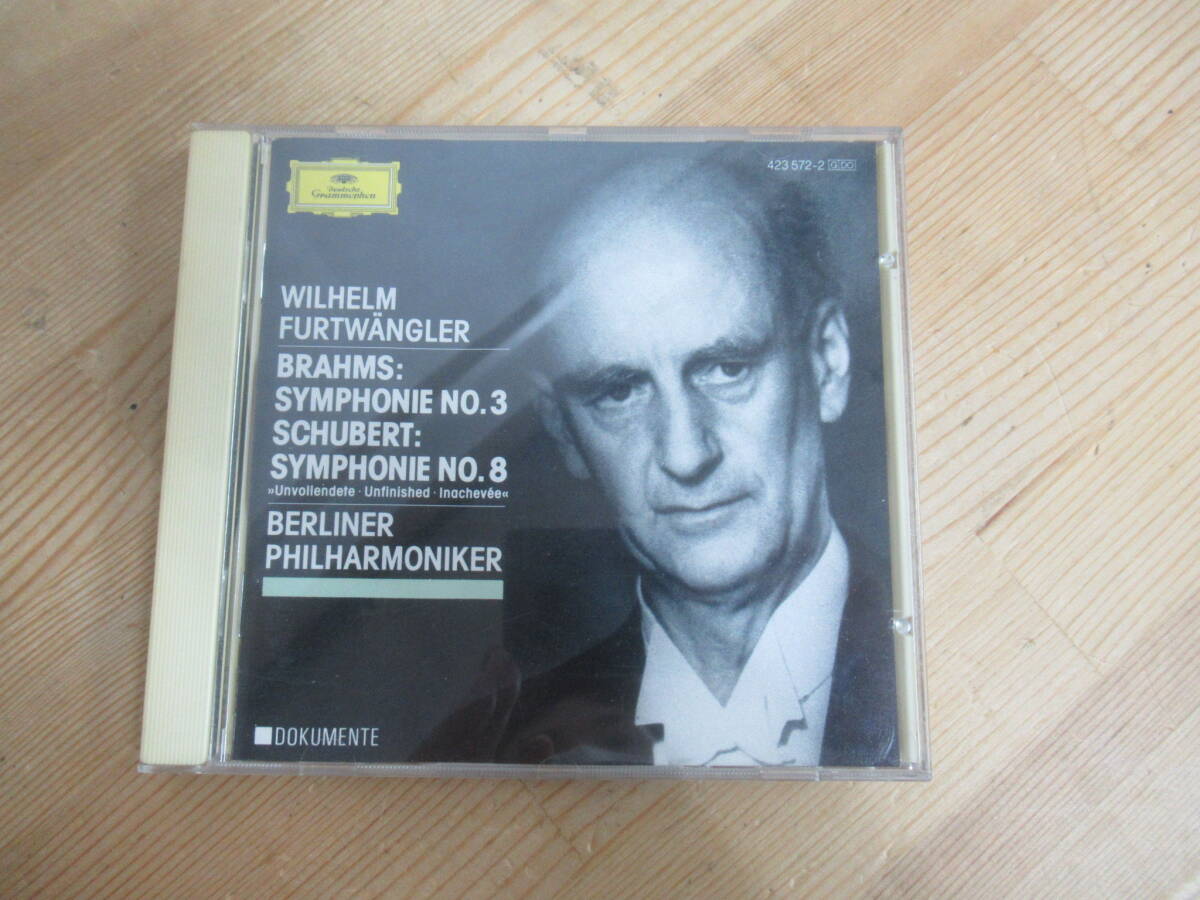 Deutsche
Grammophon
423 572-2 GDO
WILHELM
FURTWÄNGLER
BRAHMS:
SYMPHONIE NO. 3
SCHUBERT:
SYMPHONIE NO. 8
»Unvollendete · Unfinished · Inachevée«
BERLINER
PHILHARMONIKER
DOKUMENTE